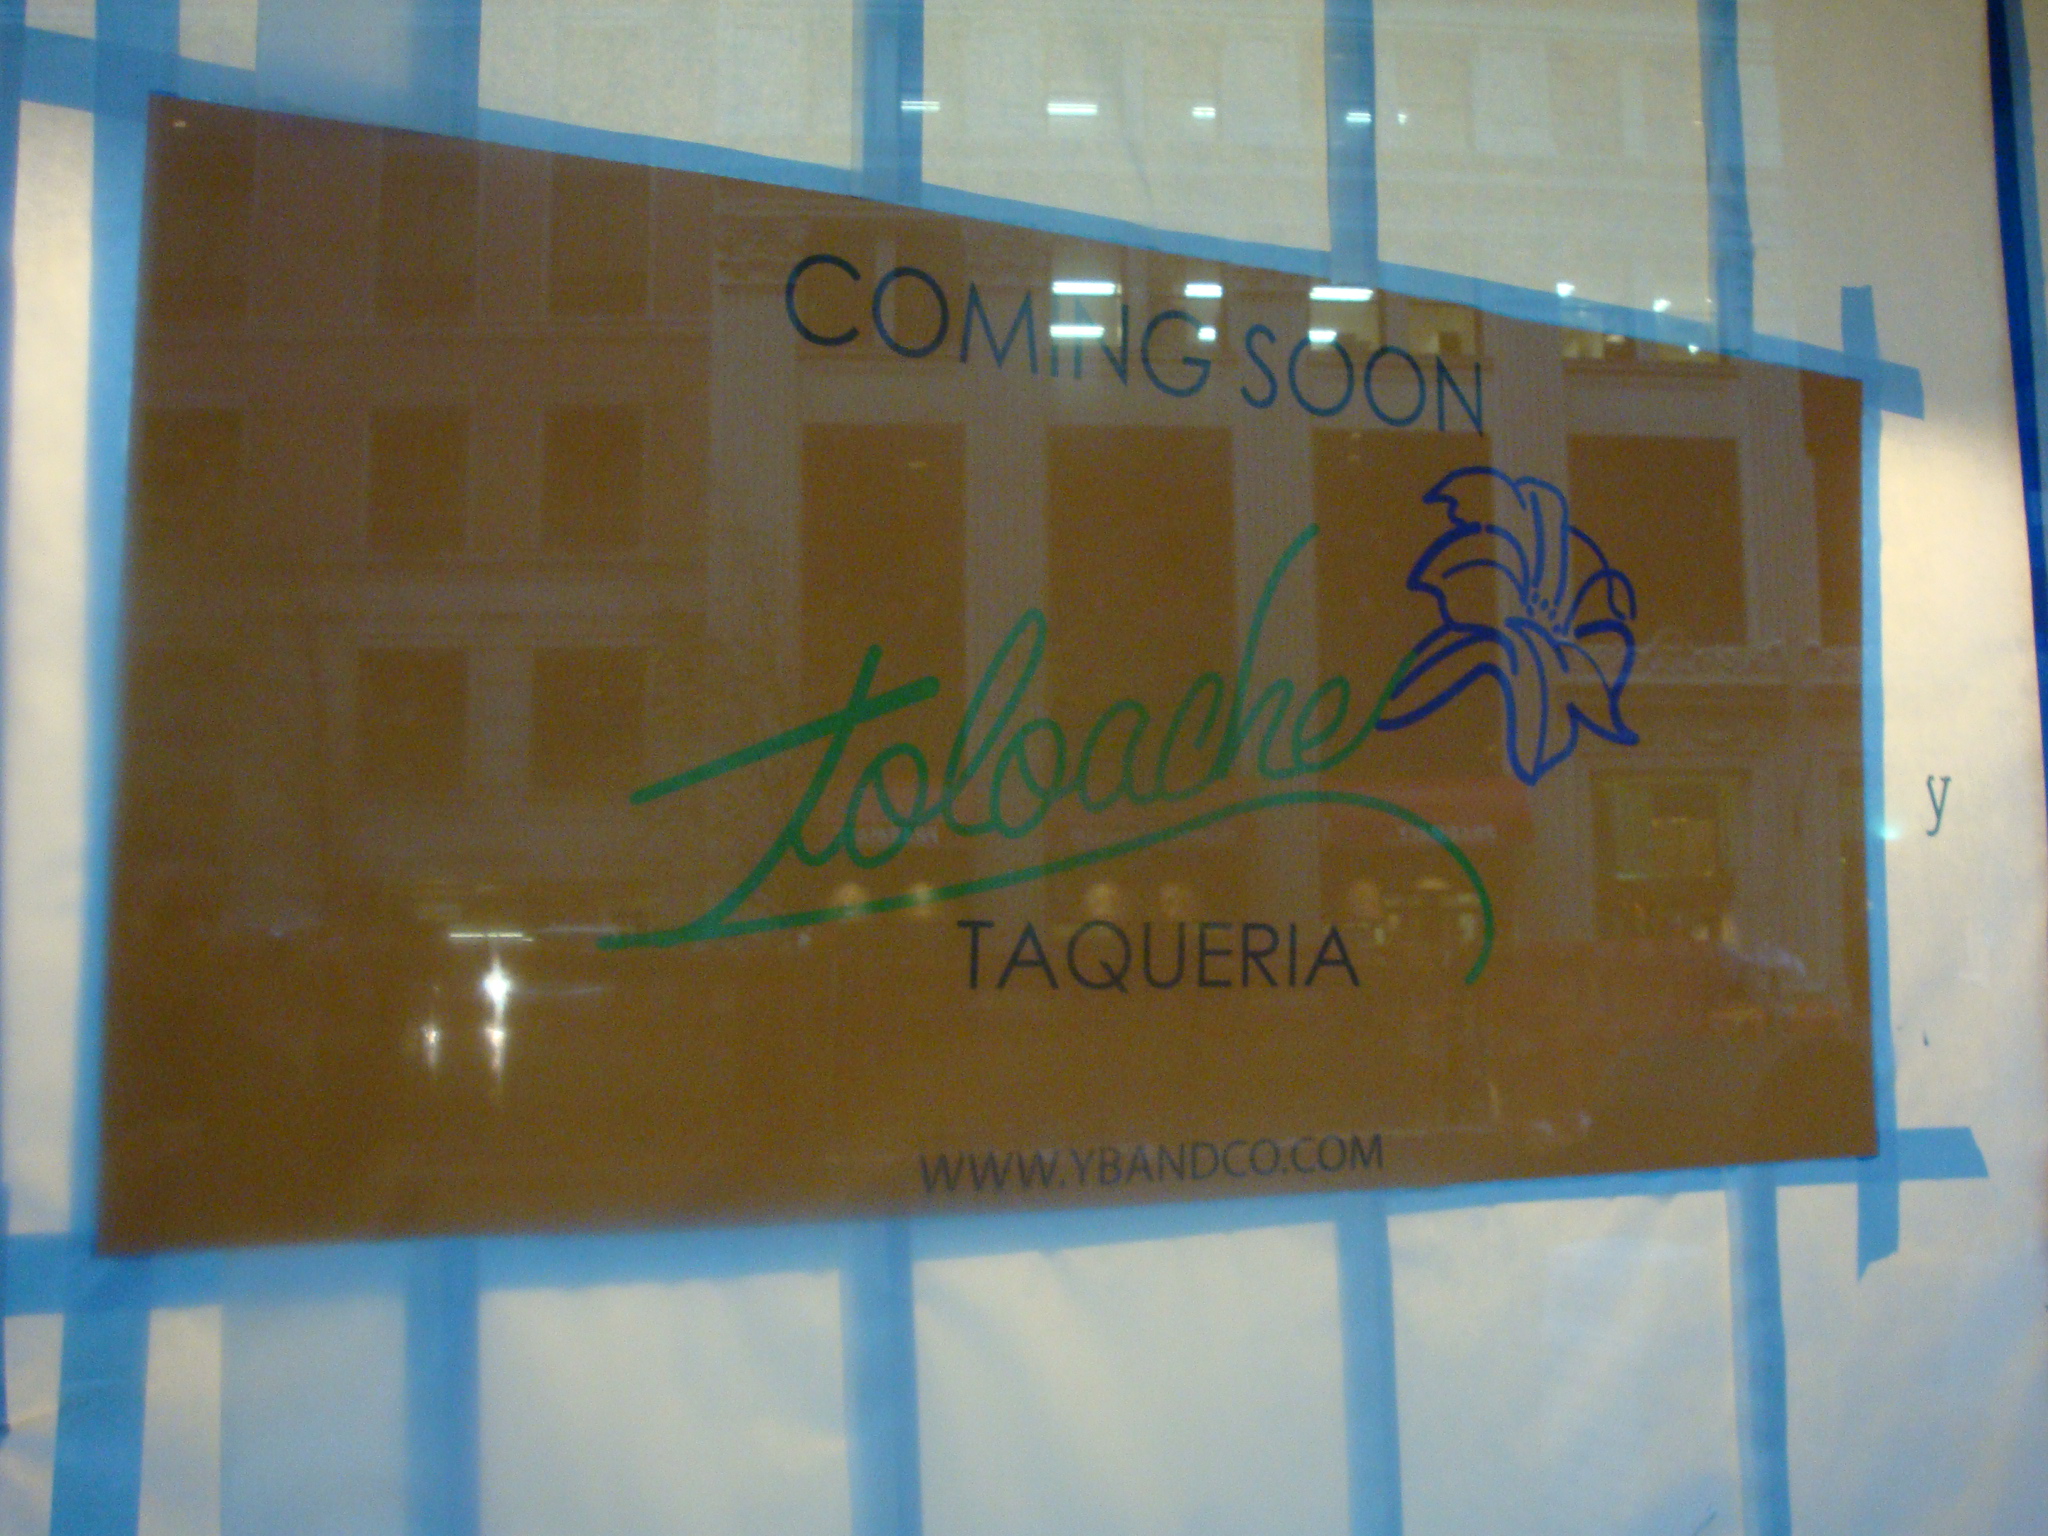 COMING SOON
toloache
TAQUERIA
WWW.YBANDCO.COM
y